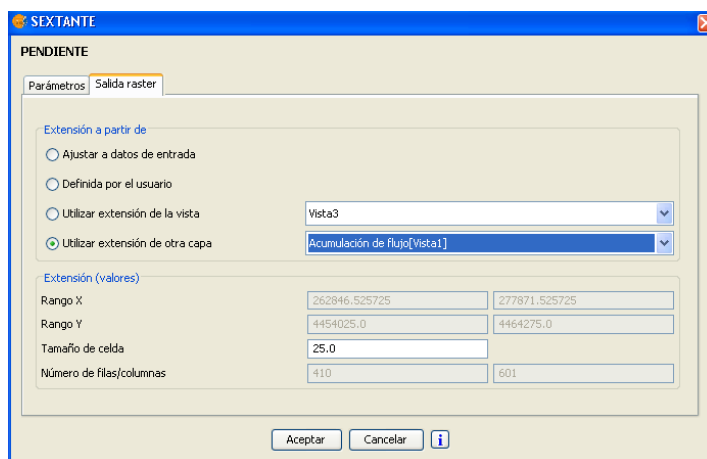 SEXTANTE
PENDIENTE
Parámetros Salida raster
Extensión a partir de
Ajustar a datos de entrada
Definida por el usuario
Utilizar extensión de la vista Vista3
Utilizar extensión de otra capa Acumulación de flujo[Vista1]
Extensión (valores)
Rango X 262846.525725 277871.525725
Rango Y 4454025.0 4464275.0
Tamaño de celda 25.0
Número de filas/columnas 410 601
Aceptar Cancelar i